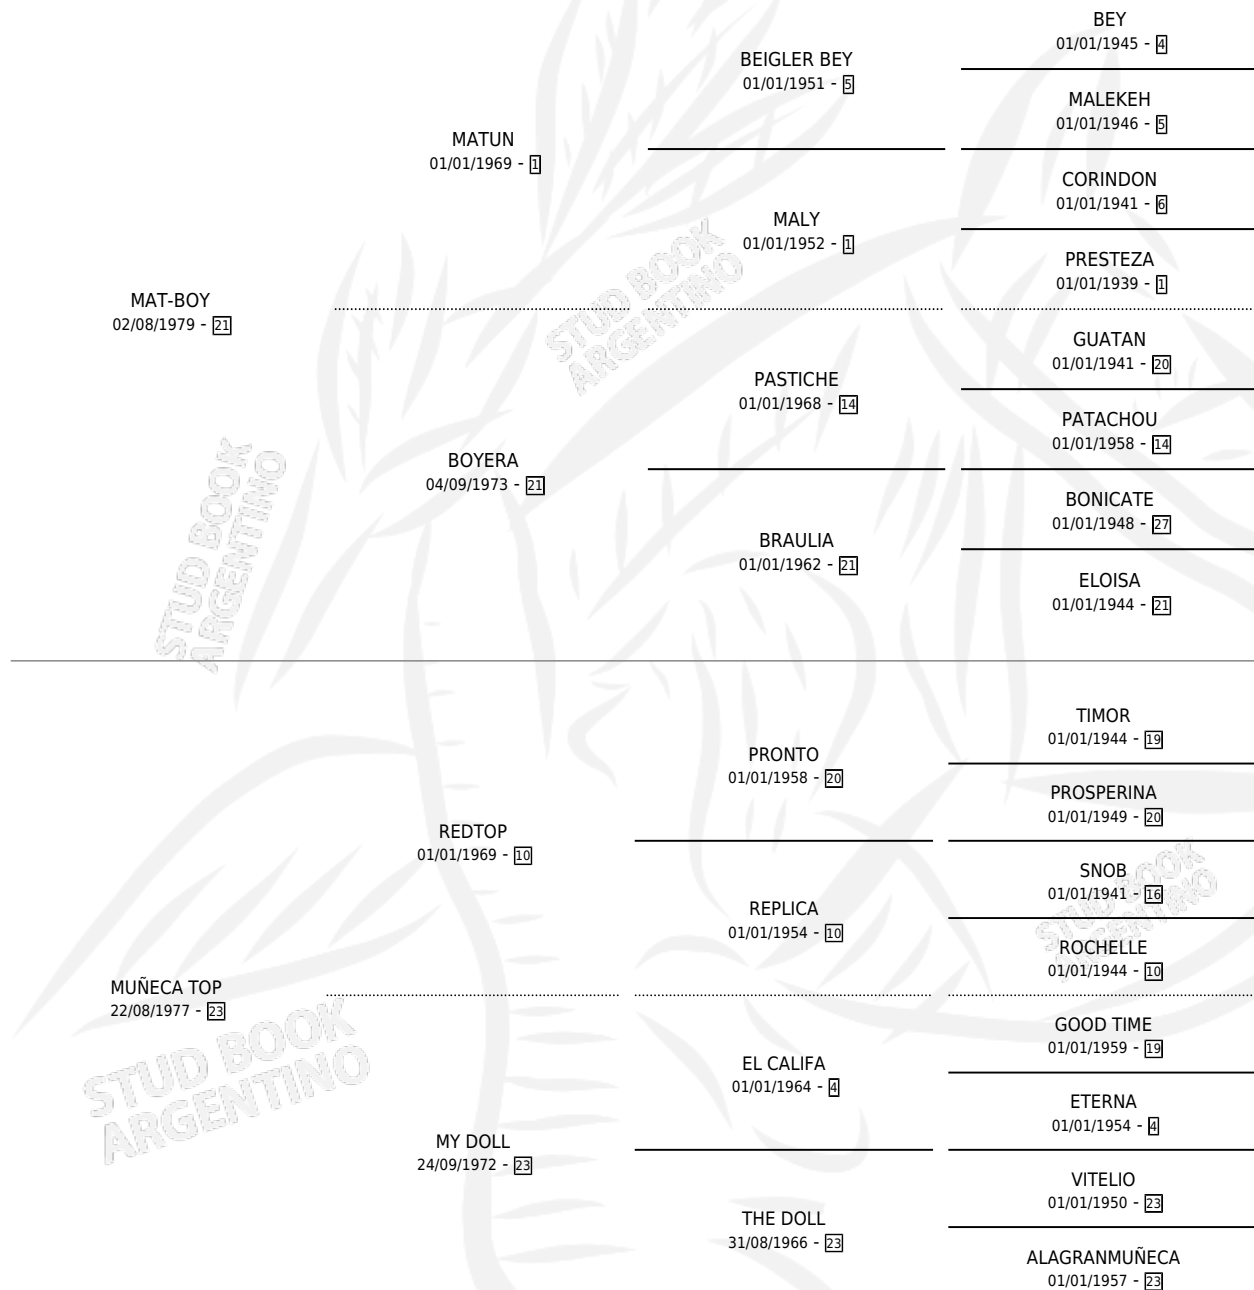 BEY
01/01/1945 - 4
BEIGLER BEY
01/01/1951 - 5
MALEKEH
01/01/1946 - 5
MATUN
01/01/1969 - 1
CORINDON
01/01/1941 - 6
MALY
01/01/1952 - 1
PRESTEZA
01/01/1939 - 1
MAT-BOY
02/08/1979 - 21
STUD BOOK
ARGENTINO
GUATAN
01/01/1941 - 20
PASTICHE
01/01/1968 - 14
PATACHOU
01/01/1958 - 14
BOYERA
04/09/1973 - 21
STUD BOOK
ARGENTINO
BONICATE
01/01/1948 - 27
BRAULIA
01/01/1962 - 21
ELOISA
01/01/1944 - 21
TIMOR
01/01/1944 - 19
PRONTO
01/01/1958 - 20
PROSPERINA
01/01/1949 - 20
REDTOP
01/01/1969 - 10
SNOB
01/01/1941 - 16
STUD BOOK
ARGENTINO
REPLICA
01/01/1954 - 10
ROCHELLE
01/01/1944 - 10
MUÑECA TOP
22/08/1977 - 23
STUD BOOK
ARGENTINO
GOOD TIME
01/01/1959 - 19
EL CALIFA
01/01/1964 - 4
ETERNA
01/01/1954 - 4
MY DOLL
24/09/1972 - 23
VITELIO
01/01/1950 - 23
THE DOLL
31/08/1966 - 23
ALAGRANMUÑECA
01/01/1957 - 23